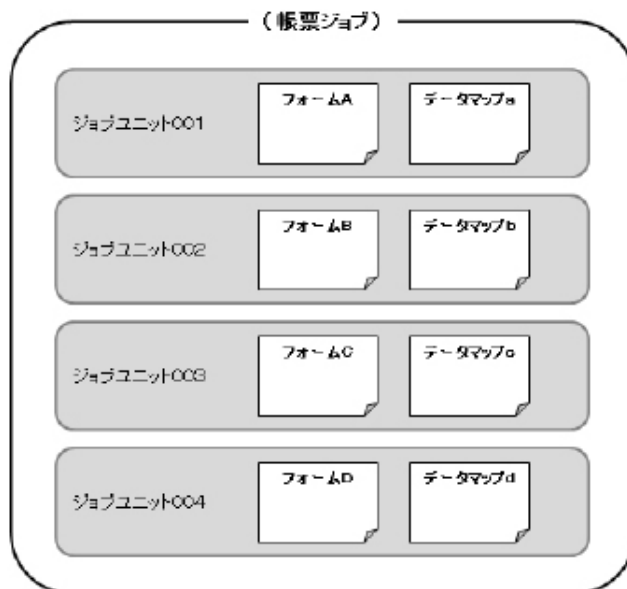 (帳票ジョブ)
ジョブユニット001
フォームA
データマップa
ジョブユニット002
フォームB
データマップb
ジョブユニット003
フォームC
データマップc
ジョブユニット004
フォームD
データマップd